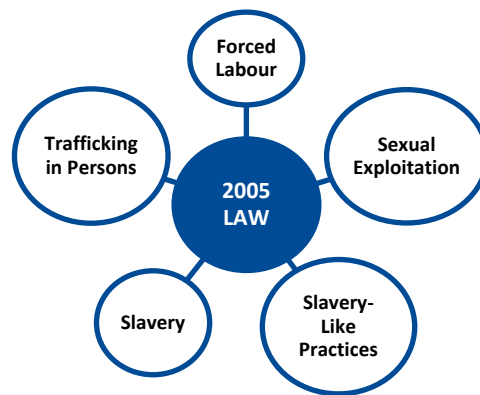 Forced
Labour
Trafficking
in Persons
Sexual
Exploitation
2005
LAW
Slavery
Slavery-
Like
Practices